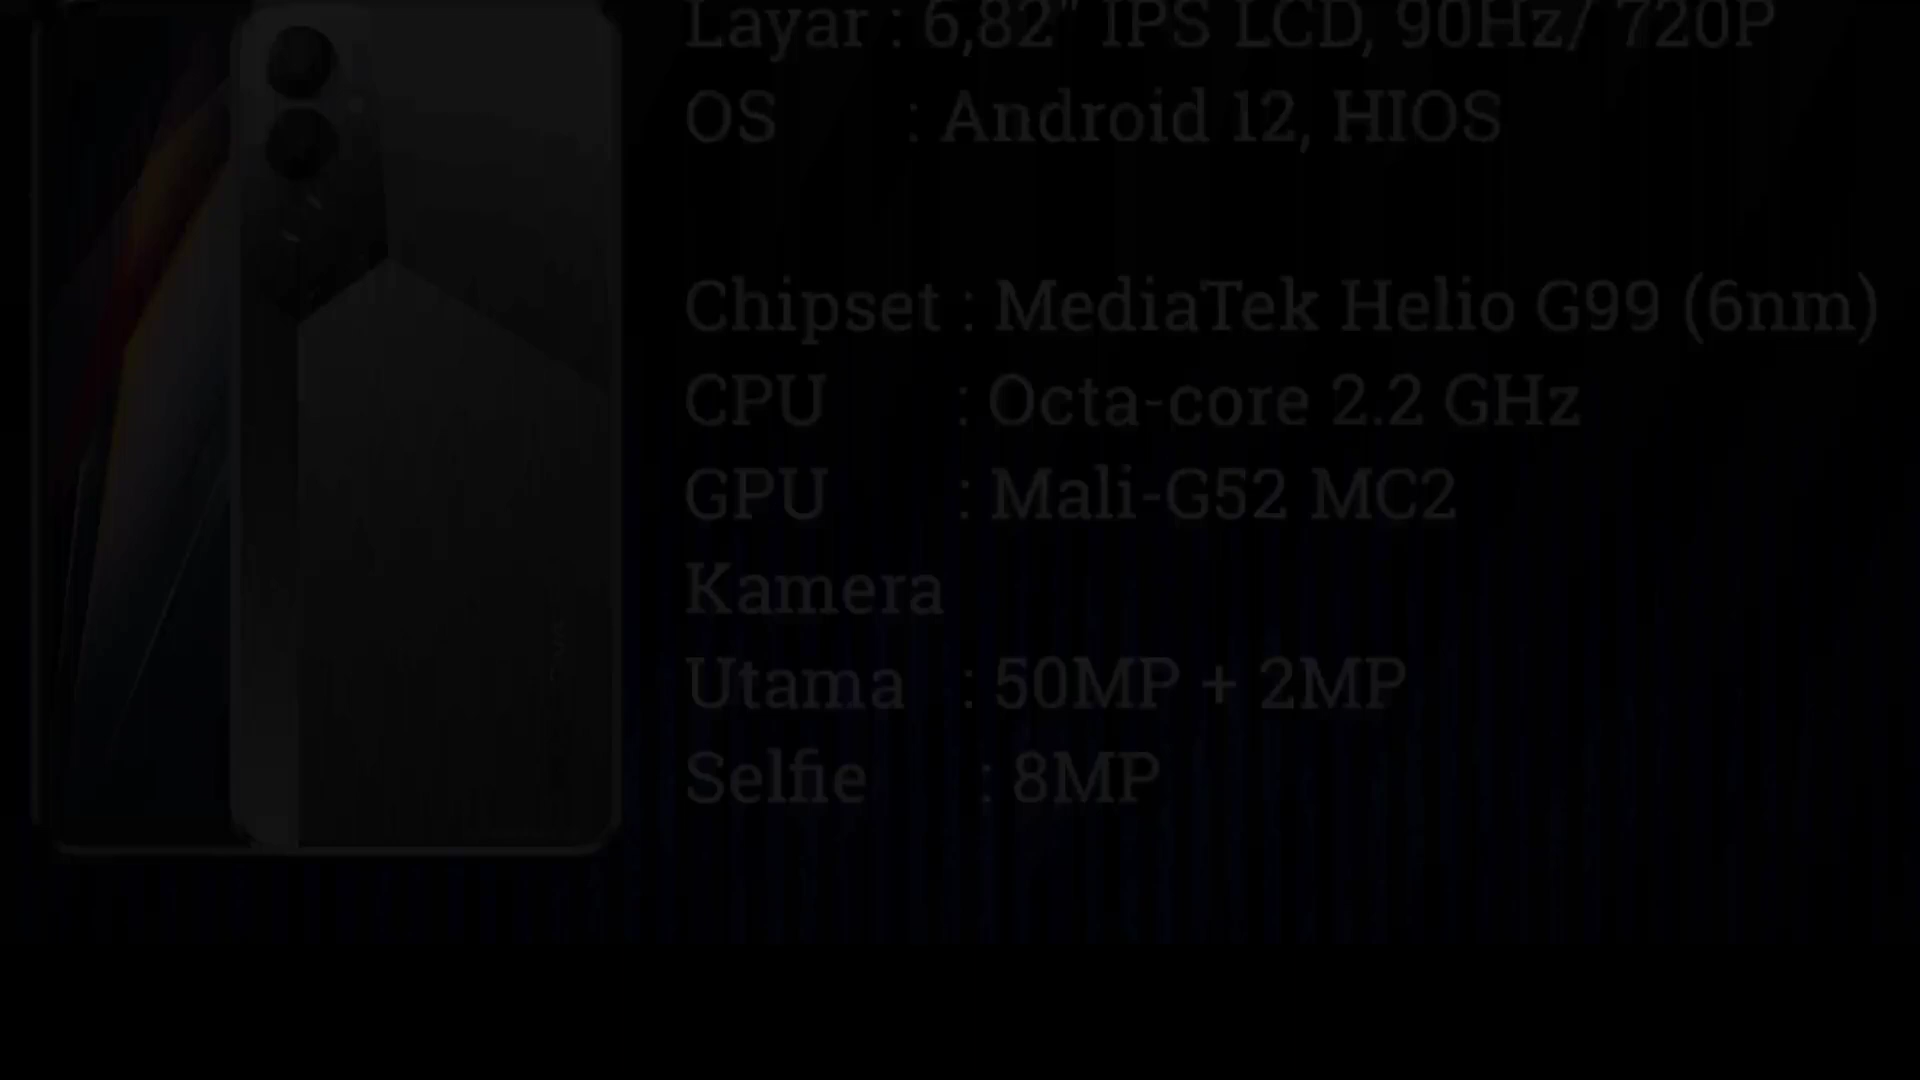 Layar : 6,82" IPS LCD, 90Hz/ 720P
OS : Android 12, HIOS
Chipset : MediaTek Helio G99 (6nm)
CPU : Octa-core 2.2 GHz
GPU : Mali-G52 MC2
Kamera
Utama : 50MP + 2MP
Selfie : 8MP